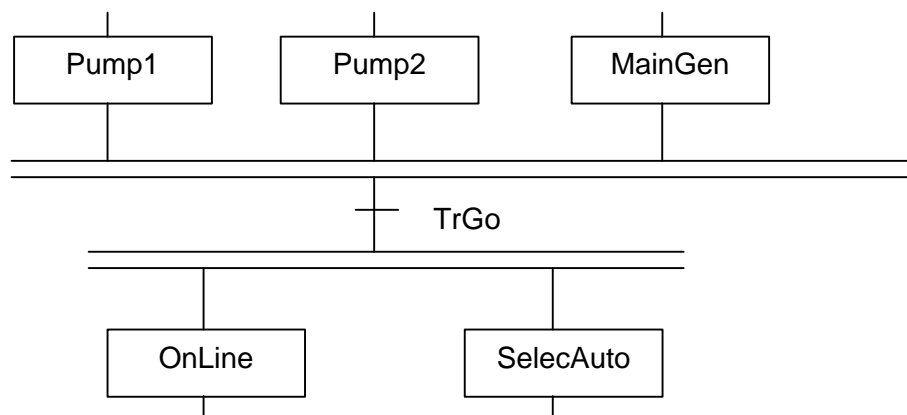 Pump1
Pump2
MainGen
TrGo
OnLine
SelecAuto